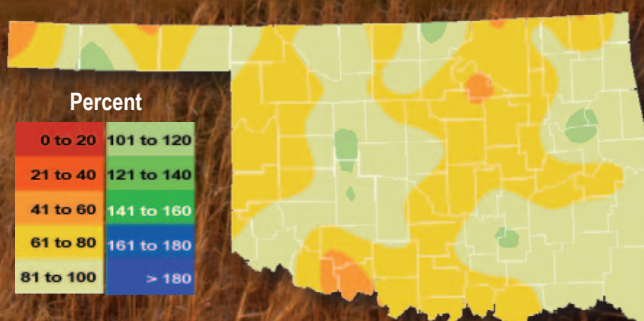 Percent
0 to 20 101 to 120
21 to 40 121 to 140
41 to 60 141 to 160
61 to 80 161 to 180
81 to 100 > 180